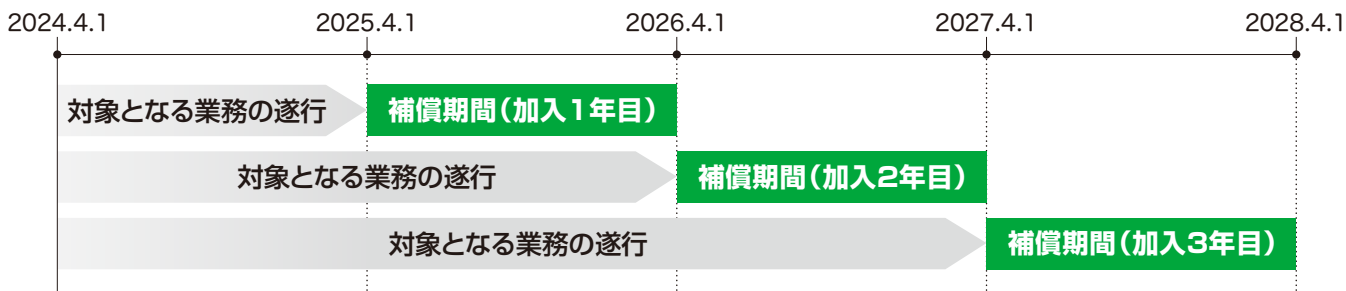 2024.4.1 2025.4.1 2026.4.1 2027.4.1 2028.4.1
対象となる業務の遂行 補償期間(加入1年目)
対象となる業務の遂行 補償期間(加入2年目)
対象となる業務の遂行 補償期間(加入3年目)